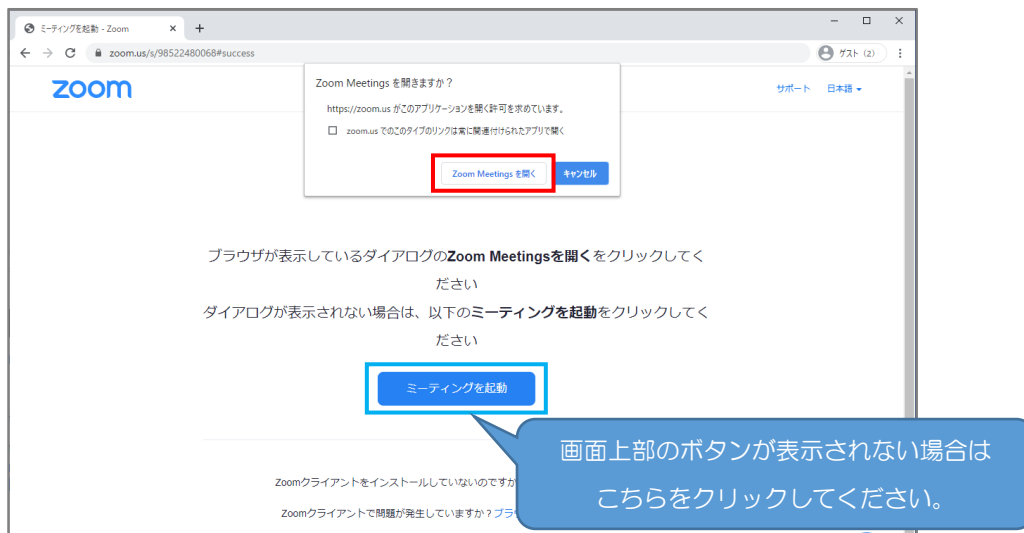 ミーティングを起動 - Zoom
zoom.us/s/98522480068#success
ゲスト (2)
zoom
サポート 日本語
Zoom Meetings を開きますか？
https://zoom.us がこのアプリケーションを開く許可を求めています。
zoom.us でのこのタイプのリンクは常に関連付けられたアプリで開く
Zoom Meetings を開く キャンセル
ブラウザが表示しているダイアログのZoom Meetingsを開くをクリックしてく
ださい
ダイアログが表示されない場合は、以下のミーティングを起動をクリックしてく
ださい
ミーティングを起動
画面上部のボタンが表示されない場合は
こちらをクリックしてください。
Zoomクライアントをインストールしていないのですか
Zoomクライアントで問題が発生していますか？ブラ